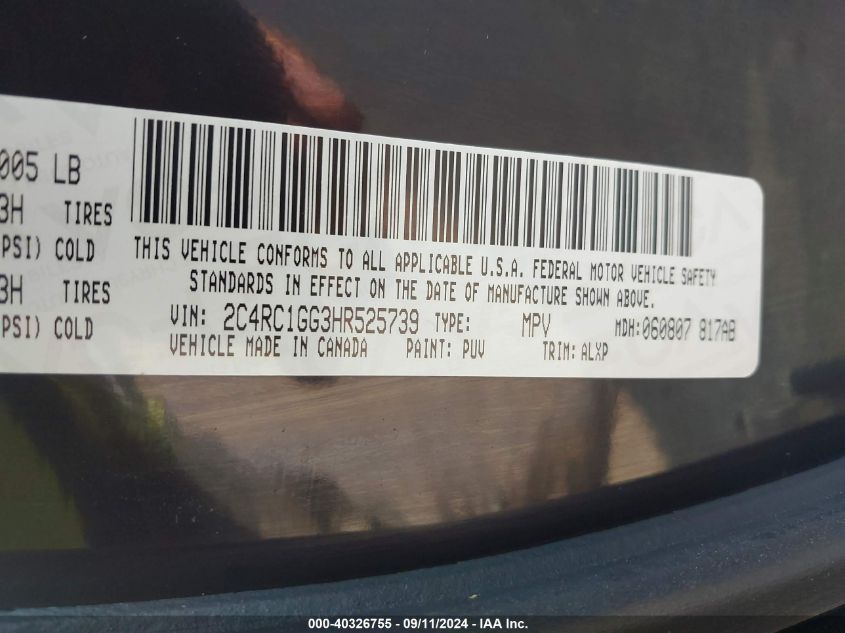 005 LB
3H TIRES
PSI) COLD
3H TIRES
PSI) COLD
THIS VEHICLE CONFORMS TO ALL APPLICABLE U.S.A. FEDERAL MOTOR VEHICLE SAFETY
STANDARDS IN EFFECT ON THE DATE OF MANUFACTURE SHOWN ABOVE.
VIN: 2C4RC1GG3HR525739 TYPE: MPV MDH:060807 817AB
VEHICLE MADE IN CANADA PAINT: PUV TRIM: ALXP
000-40326755 - 09/11/2024 - IAA Inc.